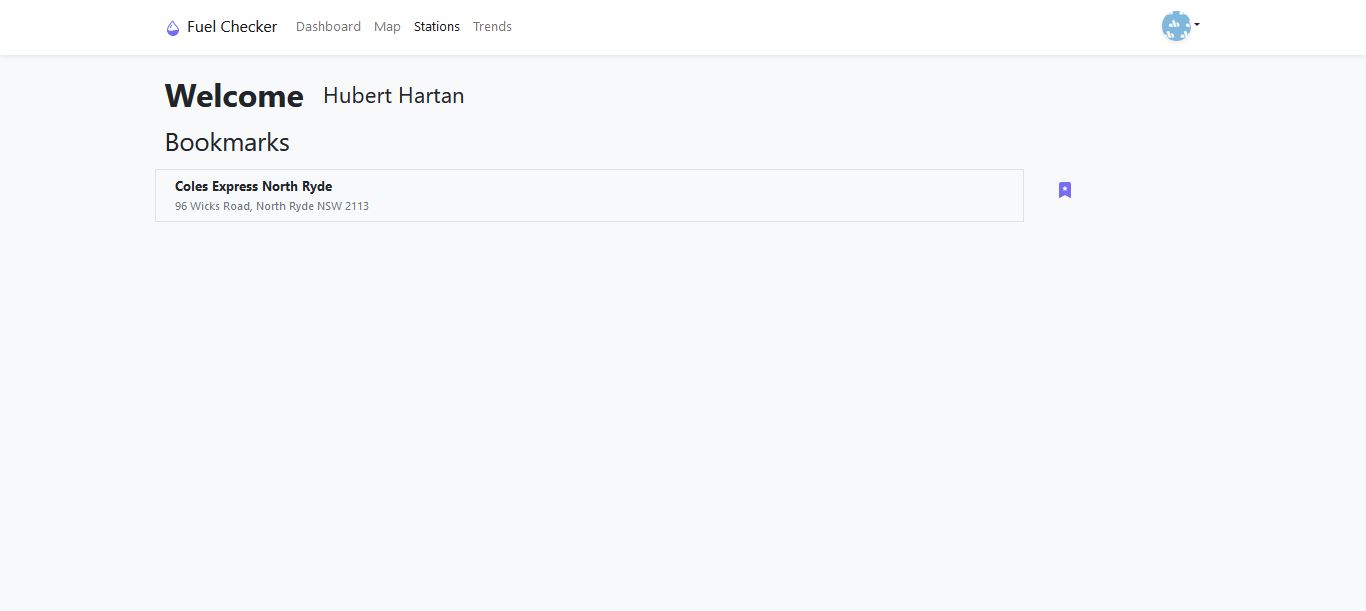 Fuel Checker Dashboard Map Stations Trends
Welcome Hubert Hartan
Bookmarks
Coles Express North Ryde
96 Wicks Road, North Ryde NSW 2113